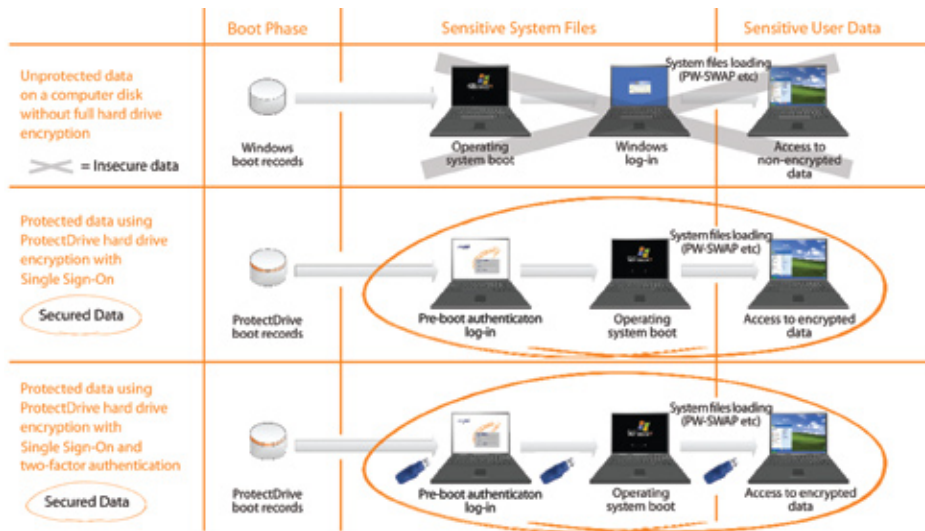 Boot Phase
Sensitive System Files
Sensitive User Data
Unprotected data
on a computer disk
without full hard drive
encryption
= Insecure data
Windows
boot records
Operating
system boot
Windows
log-in
System files loading
(PW-SWAP etc)
Access to
non-encrypted
data
Protected data using
ProtectDrive hard drive
encryption with
Single Sign-On
Secured Data
ProtectDrive
boot records
Pre-boot authenticaton
log-in
Operating
system boot
System files loading
(PW-SWAP etc)
Access to encrypted
data
Protected data using
ProtectDrive hard drive
encryption with
Single Sign-On and
two-factor authentication
Secured Data
ProtectDrive
boot records
Pre-boot authenticaton
log-in
Operating
system boot
System files loading
(PW-SWAP etc)
Access to encrypted
data